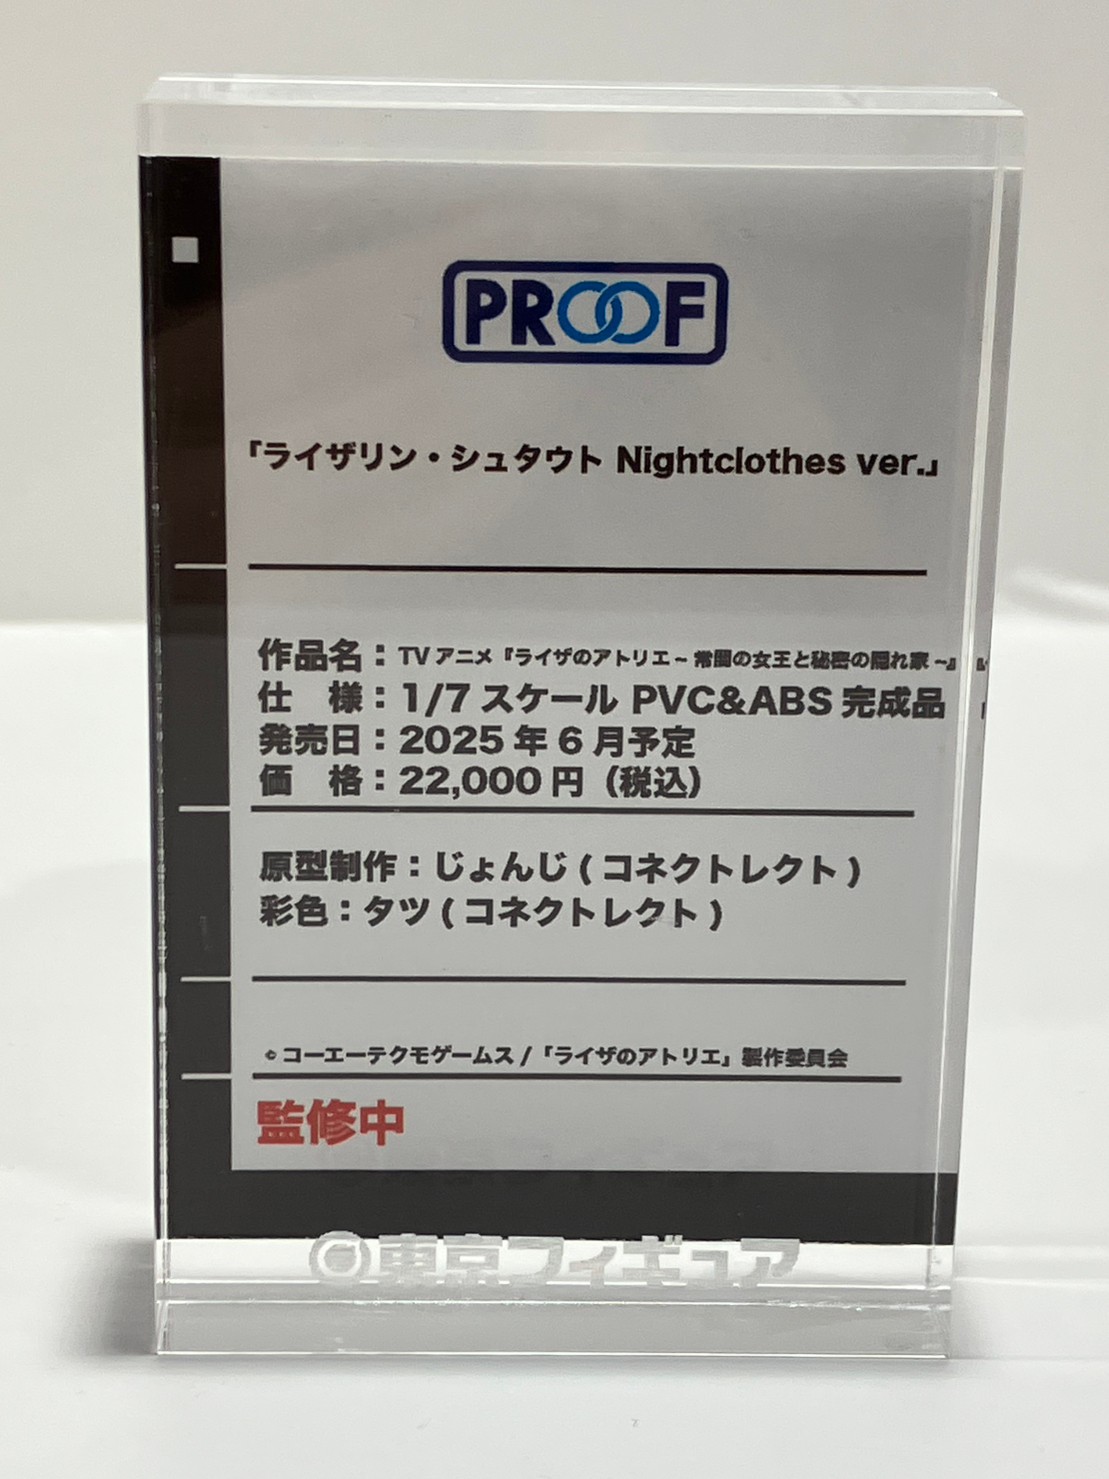 PROOF
『ライザリン・シュタウト Nightclothes ver.』
作品名：TVアニメ『ライザのアトリエ ~ 常闇の女王と秘密の隠れ家 ~』
仕　様：1/7 スケール PVC&ABS 完成品
発売日：2025 年 6 月予定
価　格：22,000 円（税込）
原型制作：じょんじ ( コネクトレクト )
彩色：タツ ( コネクトレクト )
© コーエーテクモゲームス /「ライザのアトリエ」製作委員会
監修中
東京フィギュア